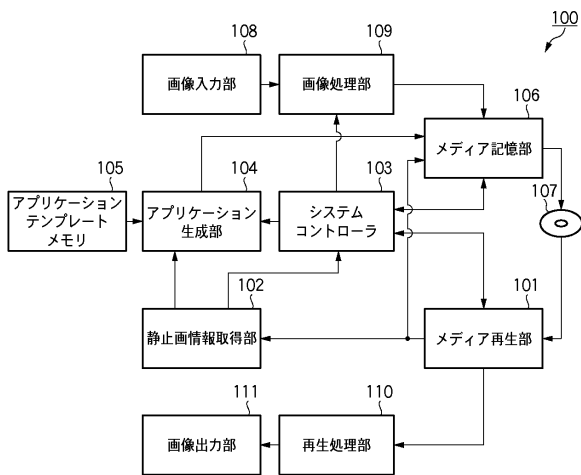 100
108
109
画像入力部
画像処理部
106
メディア記憶部
105
104
103
107
アプリケーション
テンプレート
メモリ
アプリケーション
生成部
システム
コントローラ
102
101
静止画情報取得部
メディア再生部
111
110
画像出力部
再生処理部